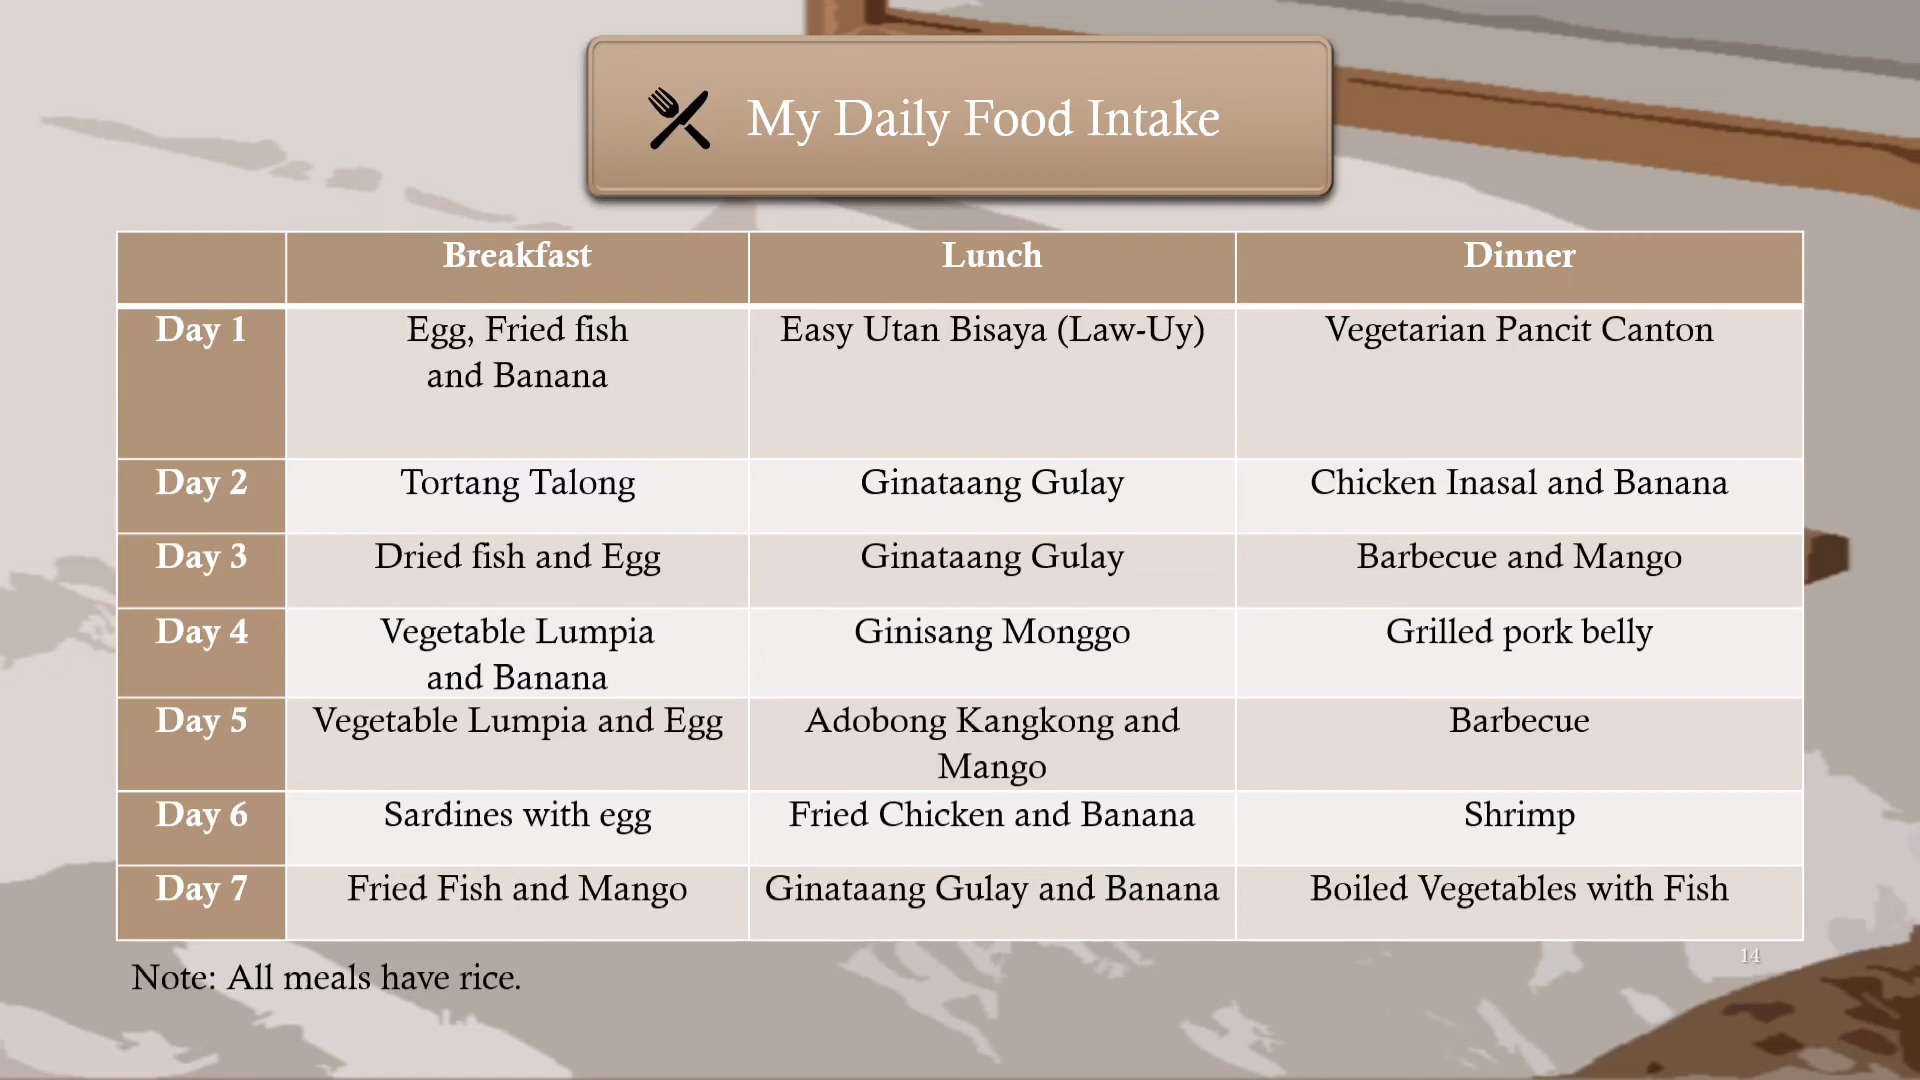 My Daily Food Intake
Breakfast Lunch Dinner
Day 1 Egg, Fried fish Easy Utan Bisaya (Law-Uy) Vegetarian Pancit Canton
and Banana
Day 2 Tortang Talong Ginataang Gulay Chicken Inasal and Banana
Day 3 Dried fish and Egg Ginataang Gulay Barbecue and Mango
Day 4 Vegetable Lumpia Ginisang Monggo Grilled pork belly
and Banana
Day 5 Vegetable Lumpia and Egg Adobong Kangkong and Barbecue
Mango
Day 6 Sardines with egg Fried Chicken and Banana Shrimp
Day 7 Fried Fish and Mango Ginataang Gulay and Banana Boiled Vegetables with Fish
14
Note: All meals have rice.